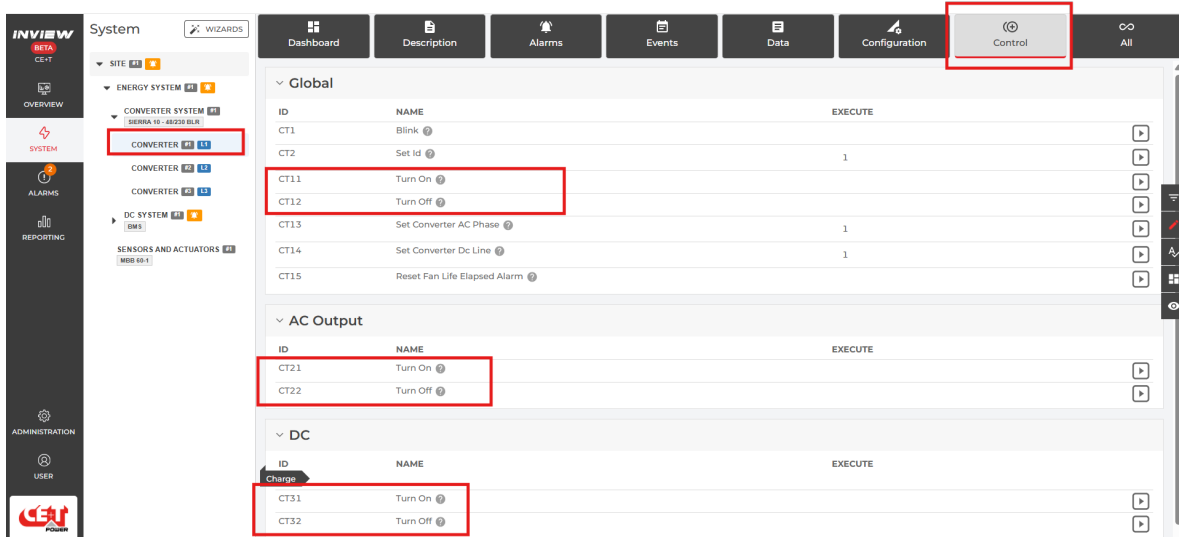 INVIEW
BETA
CE+T
OVERVIEW
SYSTEM
2
ALARMS
REPORTING
ADMINISTRATION
USER
CE+T
POWER
System
WIZARDS
SITE #1
ENERGY SYSTEM #1
CONVERTER SYSTEM #1
SIERRA 10 - 48/230 BLR
CONVERTER #1 L1
CONVERTER #2 L2
CONVERTER #3 L3
DC SYSTEM #1
BMS
SENSORS AND ACTUATORS #1
MBB 60-1
Dashboard Description Alarms Events Data Configuration Control All
Global
ID NAME EXECUTE
CT1 Blink ?
CT2 Set Id ? 1
CT11 Turn On ?
CT12 Turn Off ?
CT13 Set Converter AC Phase ? 1
CT14 Set Converter Dc Line ? 1
CT15 Reset Fan Life Elapsed Alarm ?
AC Output
ID NAME EXECUTE
CT21 Turn On ?
CT22 Turn Off ?
DC
ID NAME EXECUTE
Charge
CT31 Turn On ?
CT32 Turn Off ?